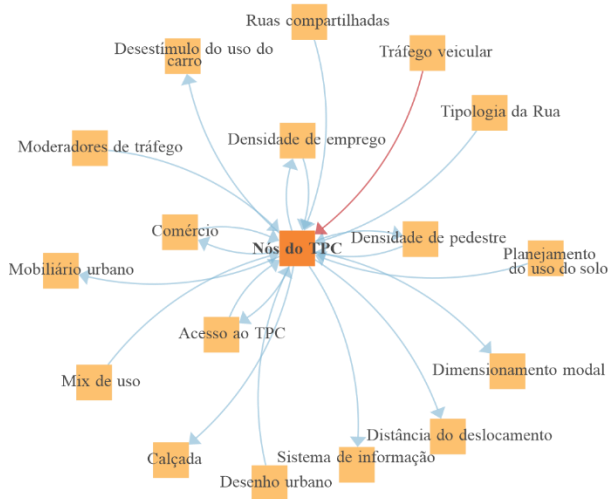 Ruas compartilhadas
Desestímulo do uso do
carro
Tráfego veicular
Tipologia da Rua
Densidade de emprego
Moderadores de tráfego
Comércio
Densidade de pedestre
Nós do TPC
Planejamento
do uso do solo
Mobiliário urbano
Acesso ao TPC
Dimensionamento modal
Mix de uso
Distância do deslocamento
Calçada
Sistema de informação
Desenho urbano